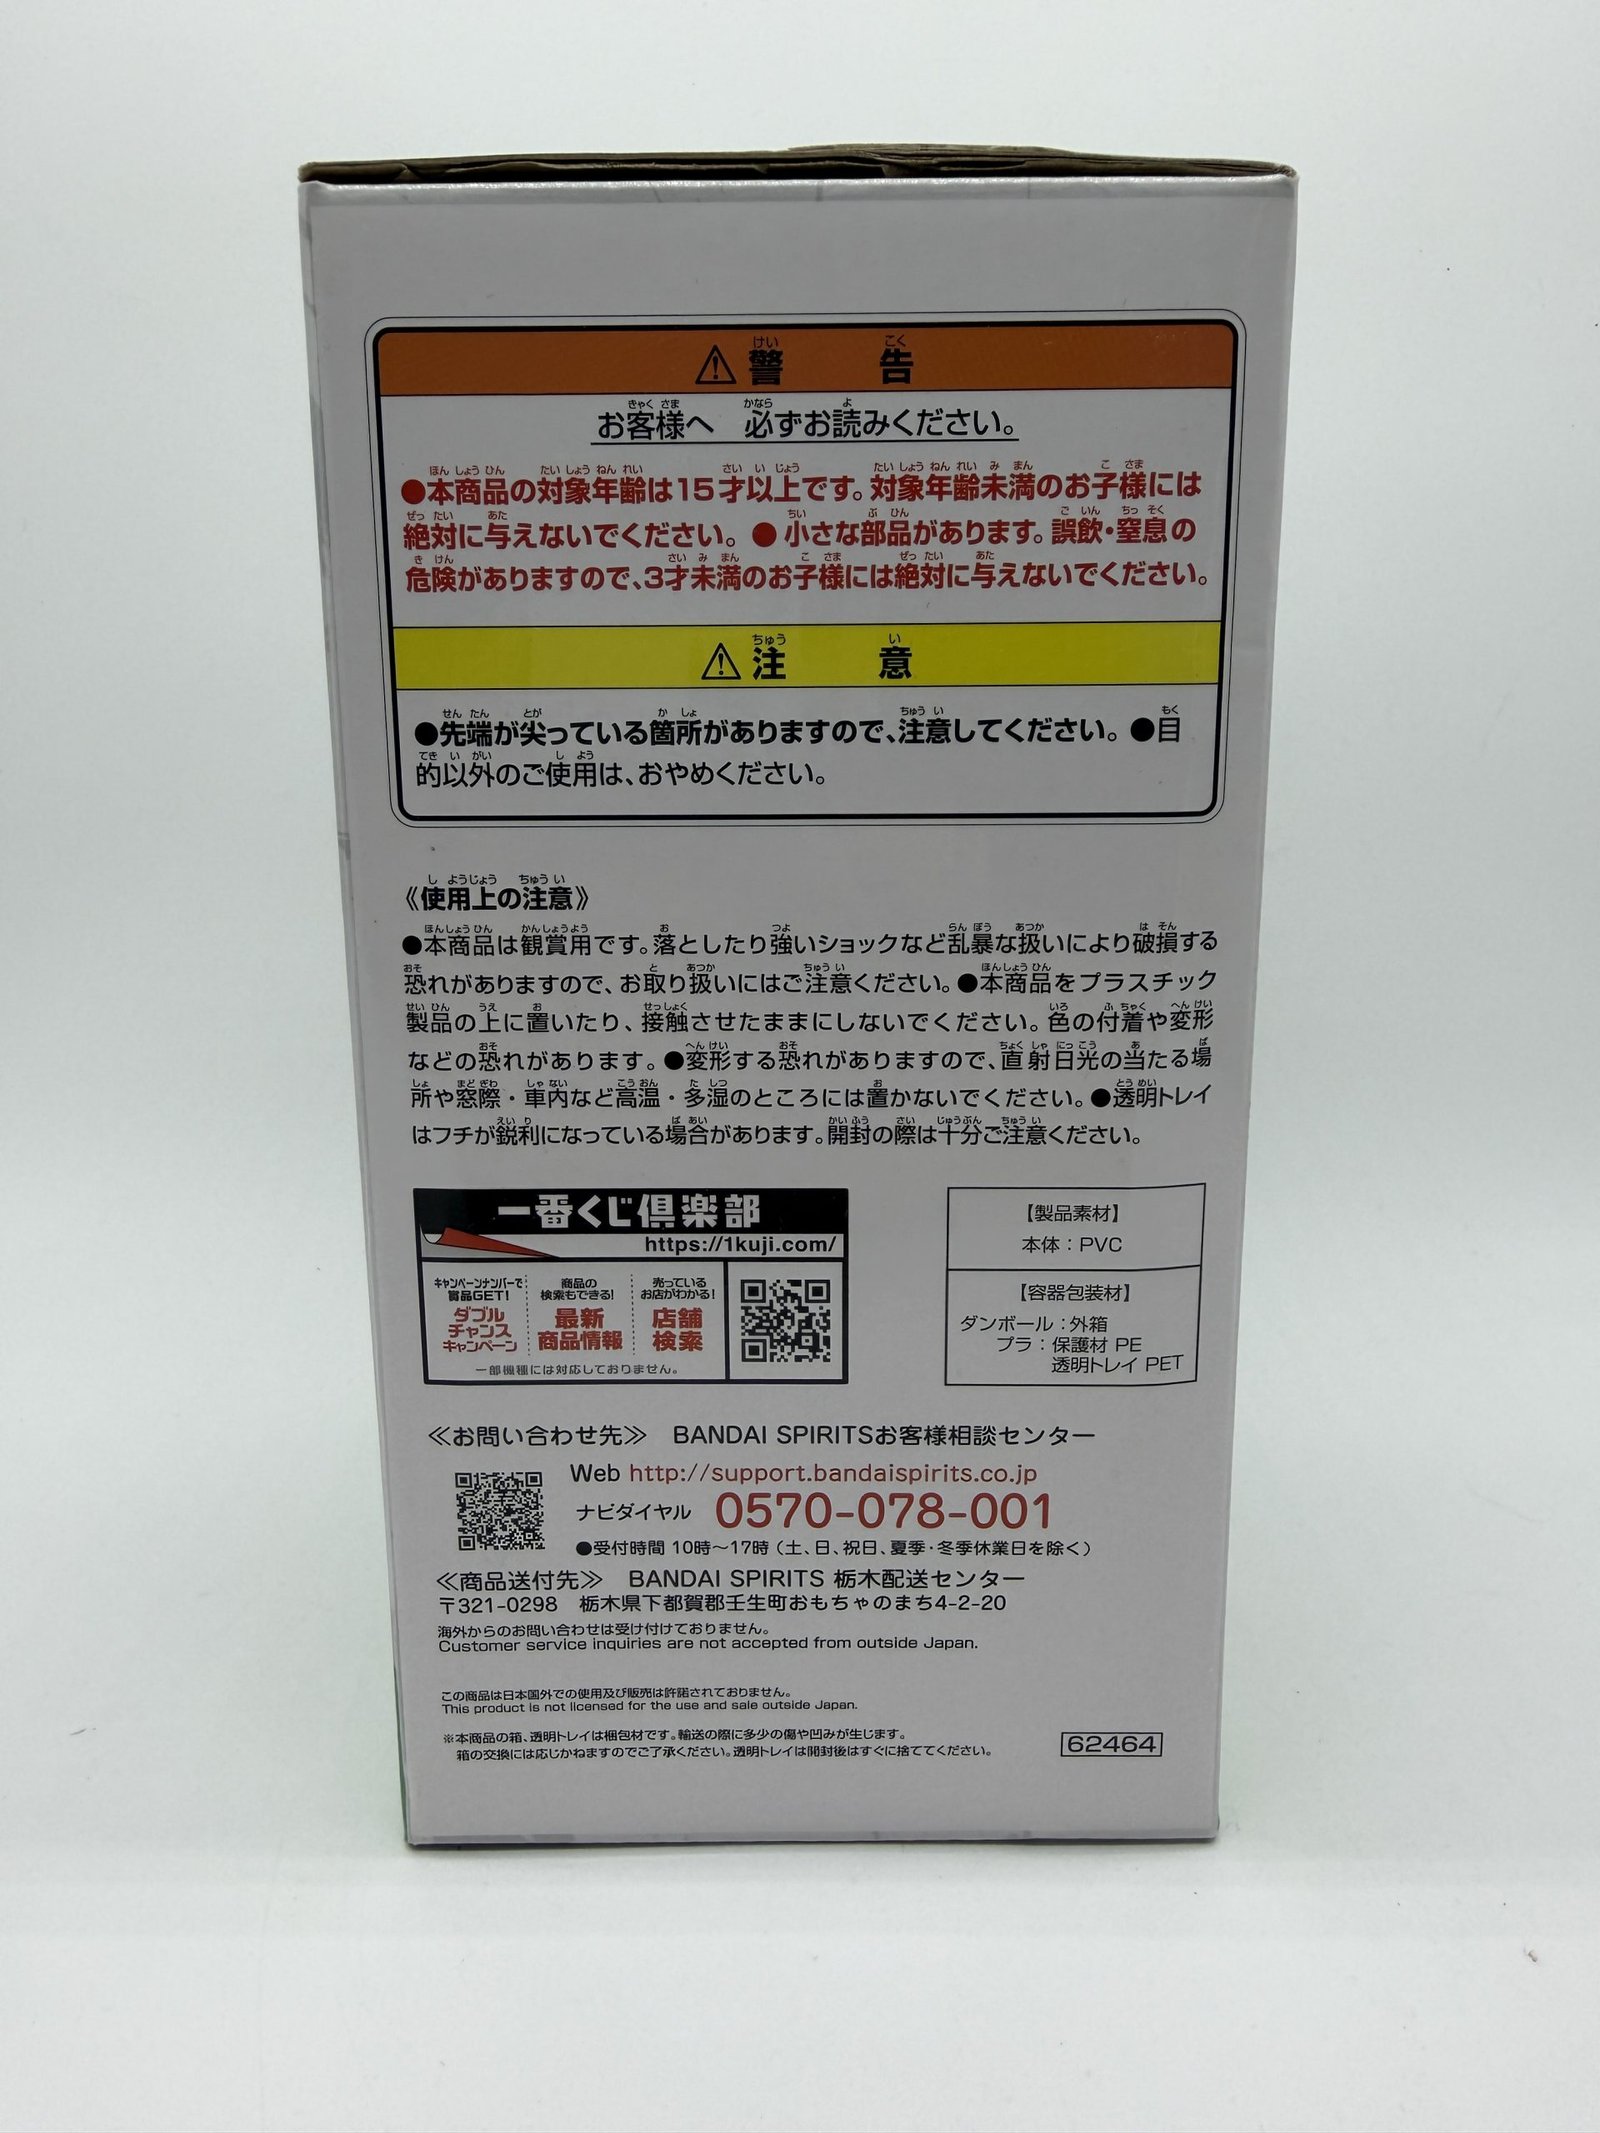 ⚠警告
お客様へ 必ずお読みください。
●本商品の対象年齢は15才以上です。対象年齢未満のお子様には
絶対に与えないでください。●小さな部品があります。誤飲・窒息の
危険がありますので、3才未満のお子様には絶対に与えないでください。
⚠注意
●先端が尖っている箇所がありますので、注意してください。●目
的以外のご使用は、おやめください。
《使用上の注意》
●本商品は観賞用です。落としたり強いショックなど乱暴な扱いにより破損する
恐れがありますので、お取り扱いにはご注意ください。●本商品をプラスチック
製品の上に置いたり、接触させたままにしないでください。色の付着や変形
などの恐れがあります。●変形する恐れがありますので、直射日光の当たる場
所や窓際・車内など高温・多湿のところには置かないでください。●透明トレイ
はフチが鋭利になっている場合があります。開封の際は十分ご注意ください。
一番くじ倶楽部
https://1kuji.com/
キャンペーンナンバーで
賞品GET!
ダブル
チャンス
キャンペーン
商品の
検索もできる!
最新
商品情報
売っている
お店がわかる!
店舗
検索
一部機種には対応しておりません。
【製品素材】
本体：PVC
【容器包装材】
ダンボール：外箱
プラ：保護材 PE
透明トレイ PET
≪お問い合わせ先≫ BANDAI SPIRITSお客様相談センター
Web http://support.bandaispirits.co.jp
ナビダイヤル 0570-078-001
●受付時間 10時〜17時（土、日、祝日、夏季・冬季休業日を除く）
≪商品送付先≫ BANDAI SPIRITS 栃木配送センター
〒321-0298 栃木県下都賀郡壬生町おもちゃのまち4-2-20
海外からのお問い合わせは受け付けておりません。
Customer service inquiries are not accepted from outside Japan.
この商品は日本国外での使用及び販売は許諾されておりません。
This product is not licensed for the use and sale outside Japan.
※本商品の箱、透明トレイは梱包材です。輸送の際に多少の傷や凹みが生じます。
箱の交換には応じかねますのでご了承ください。透明トレイは開封後はすぐに捨ててください。
62464